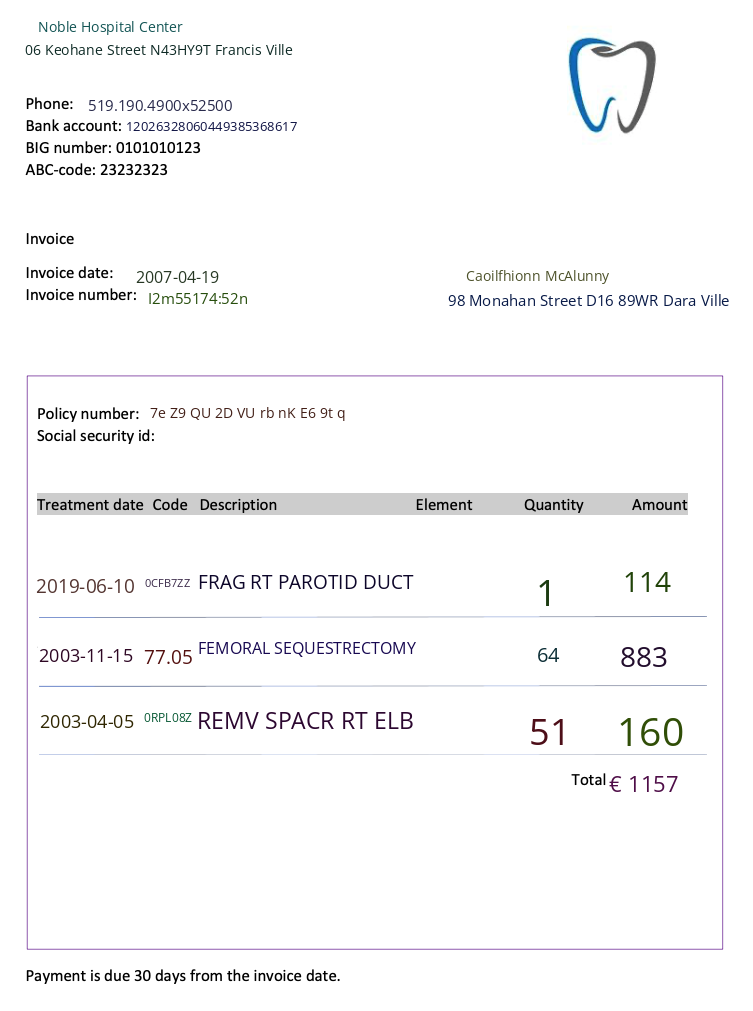 Noble Hospital Center
06 Keohane Street N43HY9T Francis Ville
Phone: 519.190.4900x52500
Bank account: 12026328060449385368617
BIG number: 0101010123
ABC-code: 23232323
Invoice
Invoice date: 2007-04-19
Invoice number: I2m55174:52n
Caoilfhionn McAlunny
98 Monahan Street D16 89WR Dara Ville
Policy number: 7e Z9 QU 2D VU rb nK E6 9t q
Social security id:
Treatment date Code Description Element Quantity Amount
2019-06-10 0CFB7ZZ FRAG RT PAROTID DUCT 1 114
2003-11-15 77.05 FEMORAL SEQUESTRECTOMY 64 883
2003-04-05 0RPL08Z REMV SPACR RT ELB 51 160
Total € 1157
Payment is due 30 days from the invoice date.